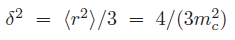 δ² = ⟨r²⟩/3 = 4/(3m_c²)